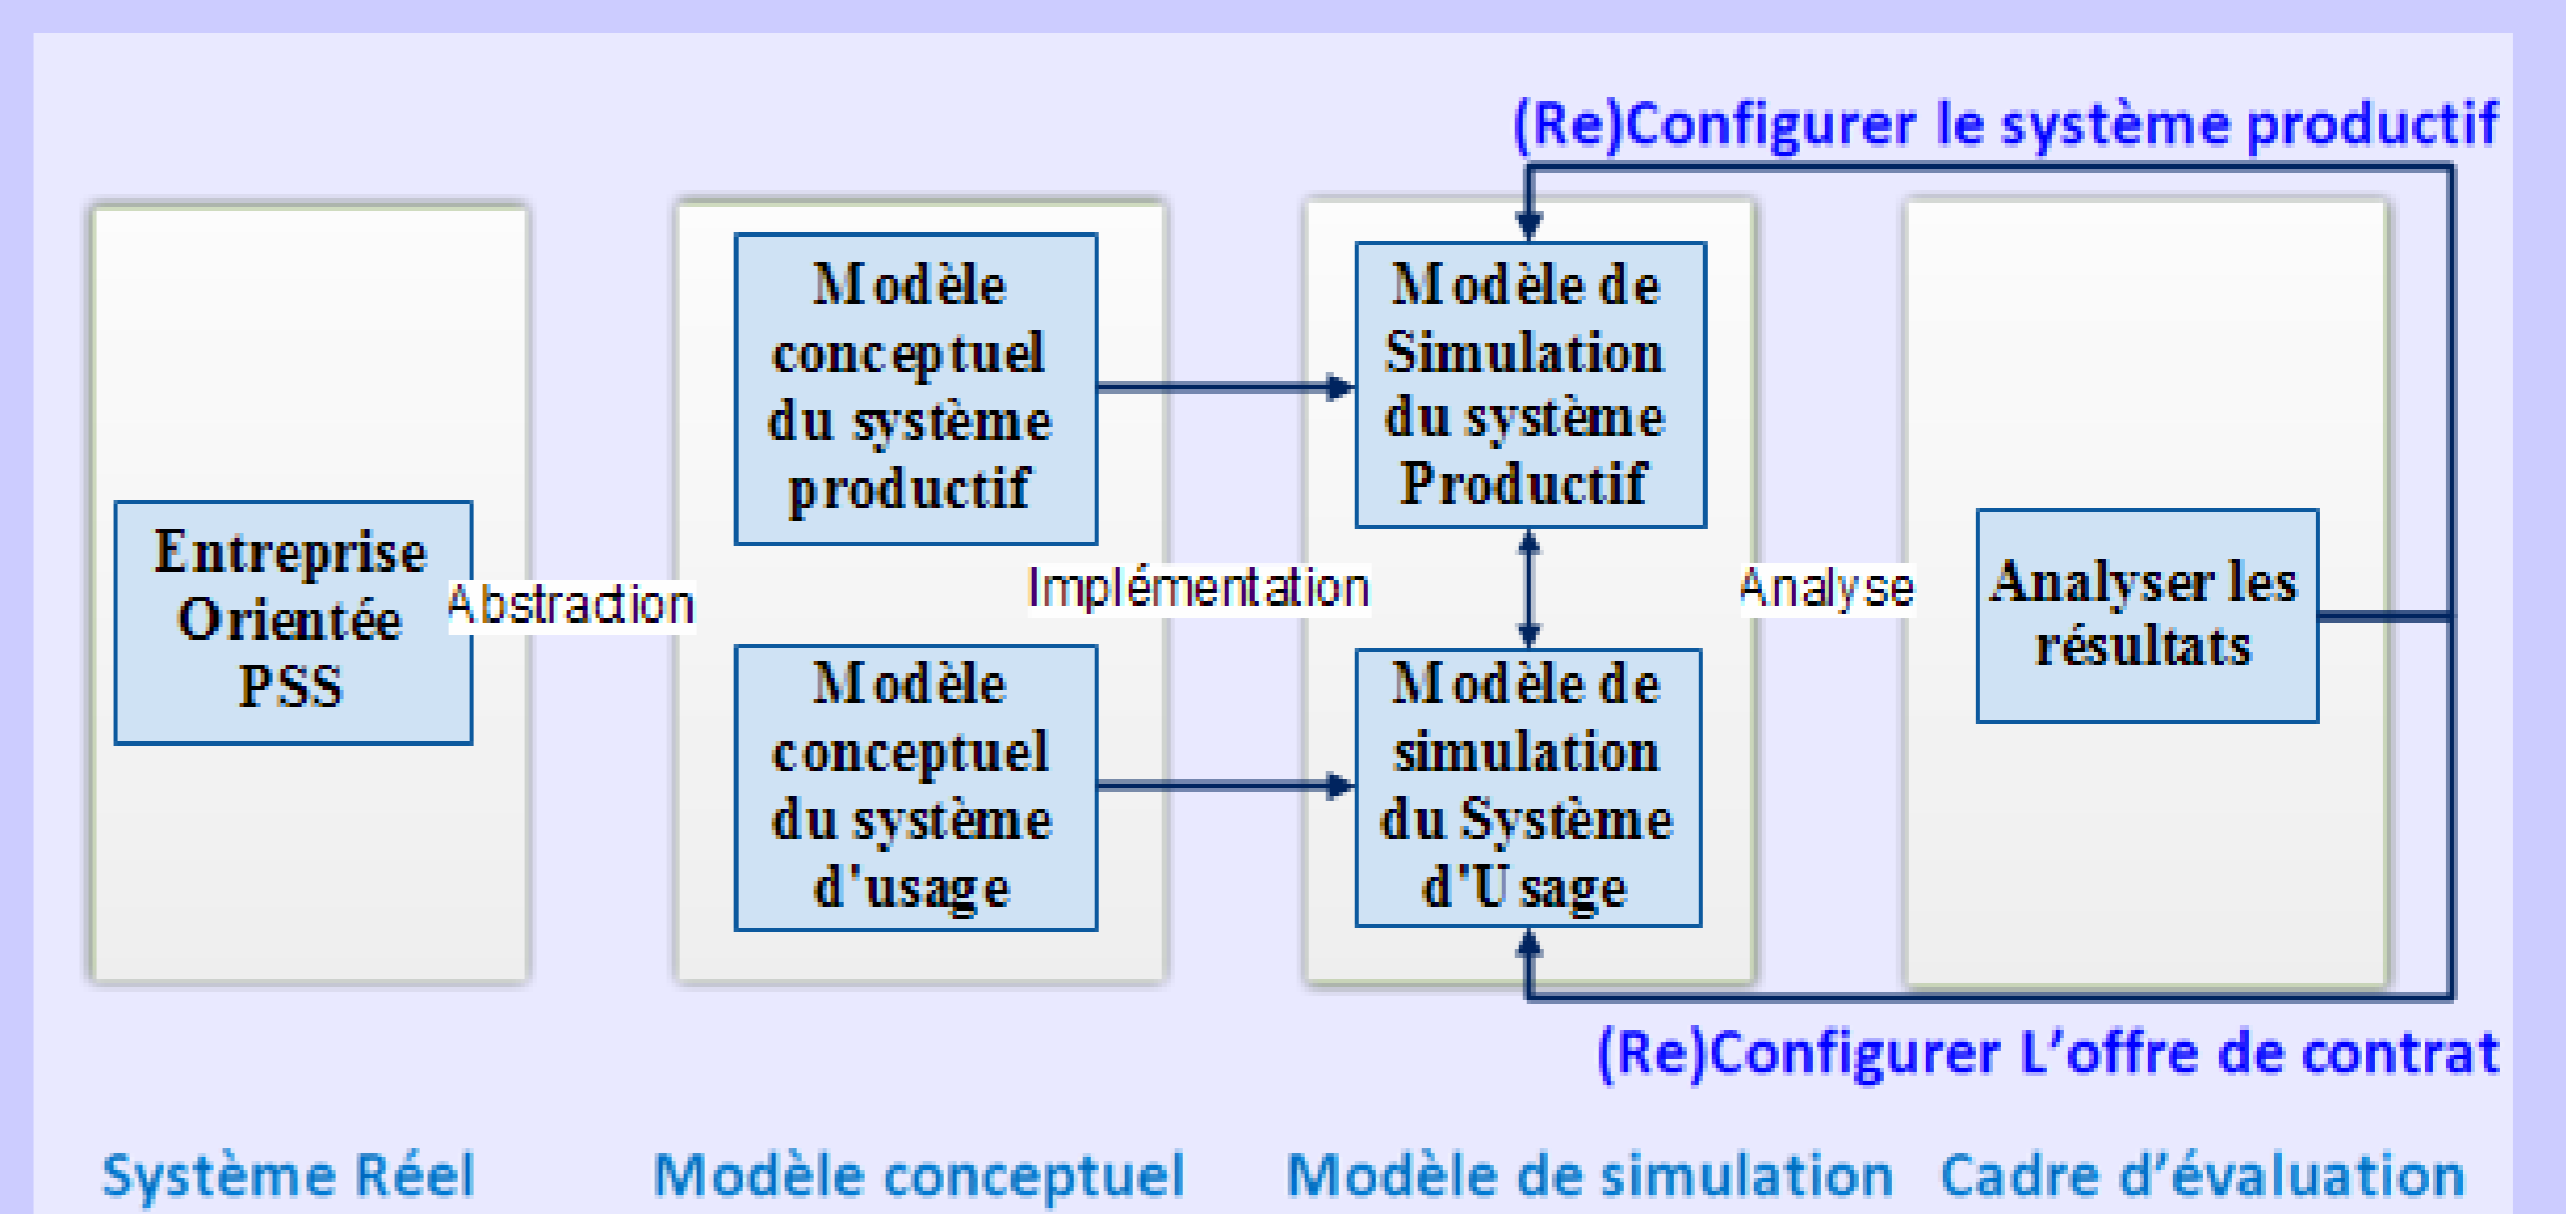 (Re)Configurer le système productif
Entreprise
Orientée
PSS
Abstraction
Modèle
conceptuel
du système
productif
Modèle
conceptuel
du système
d'usage
Implémentation
Modèle de
Simulation
du système
Productif
Modèle de
simulation
du Système
d'Usage
Analyse
Analyser les
résultats
(Re)Configurer L'offre de contrat
Système Réel
Modèle conceptuel
Modèle de simulation
Cadre d'évaluation